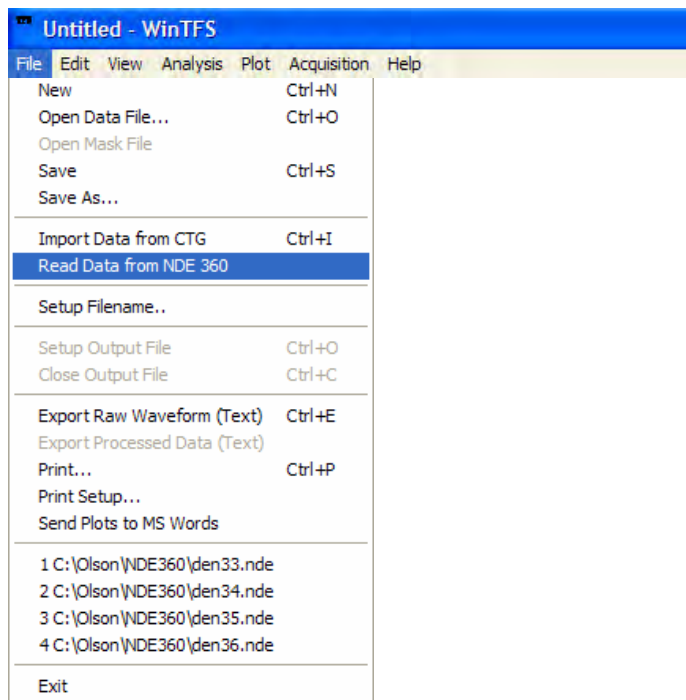 Untitled - WinTFS
File Edit View Analysis Plot Acquisition Help
New Ctrl+N
Open Data File... Ctrl+O
Open Mask File
Save Ctrl+S
Save As...
Import Data from CTG Ctrl+I
Read Data from NDE 360
Setup Filename..
Setup Output File Ctrl+O
Close Output File Ctrl+C
Export Raw Waveform (Text) Ctrl+E
Export Processed Data (Text)
Print... Ctrl+P
Print Setup...
Send Plots to MS Words
1 C:\Olson\NDE360\den33.nde
2 C:\Olson\NDE360\den34.nde
3 C:\Olson\NDE360\den35.nde
4 C:\Olson\NDE360\den36.nde
Exit